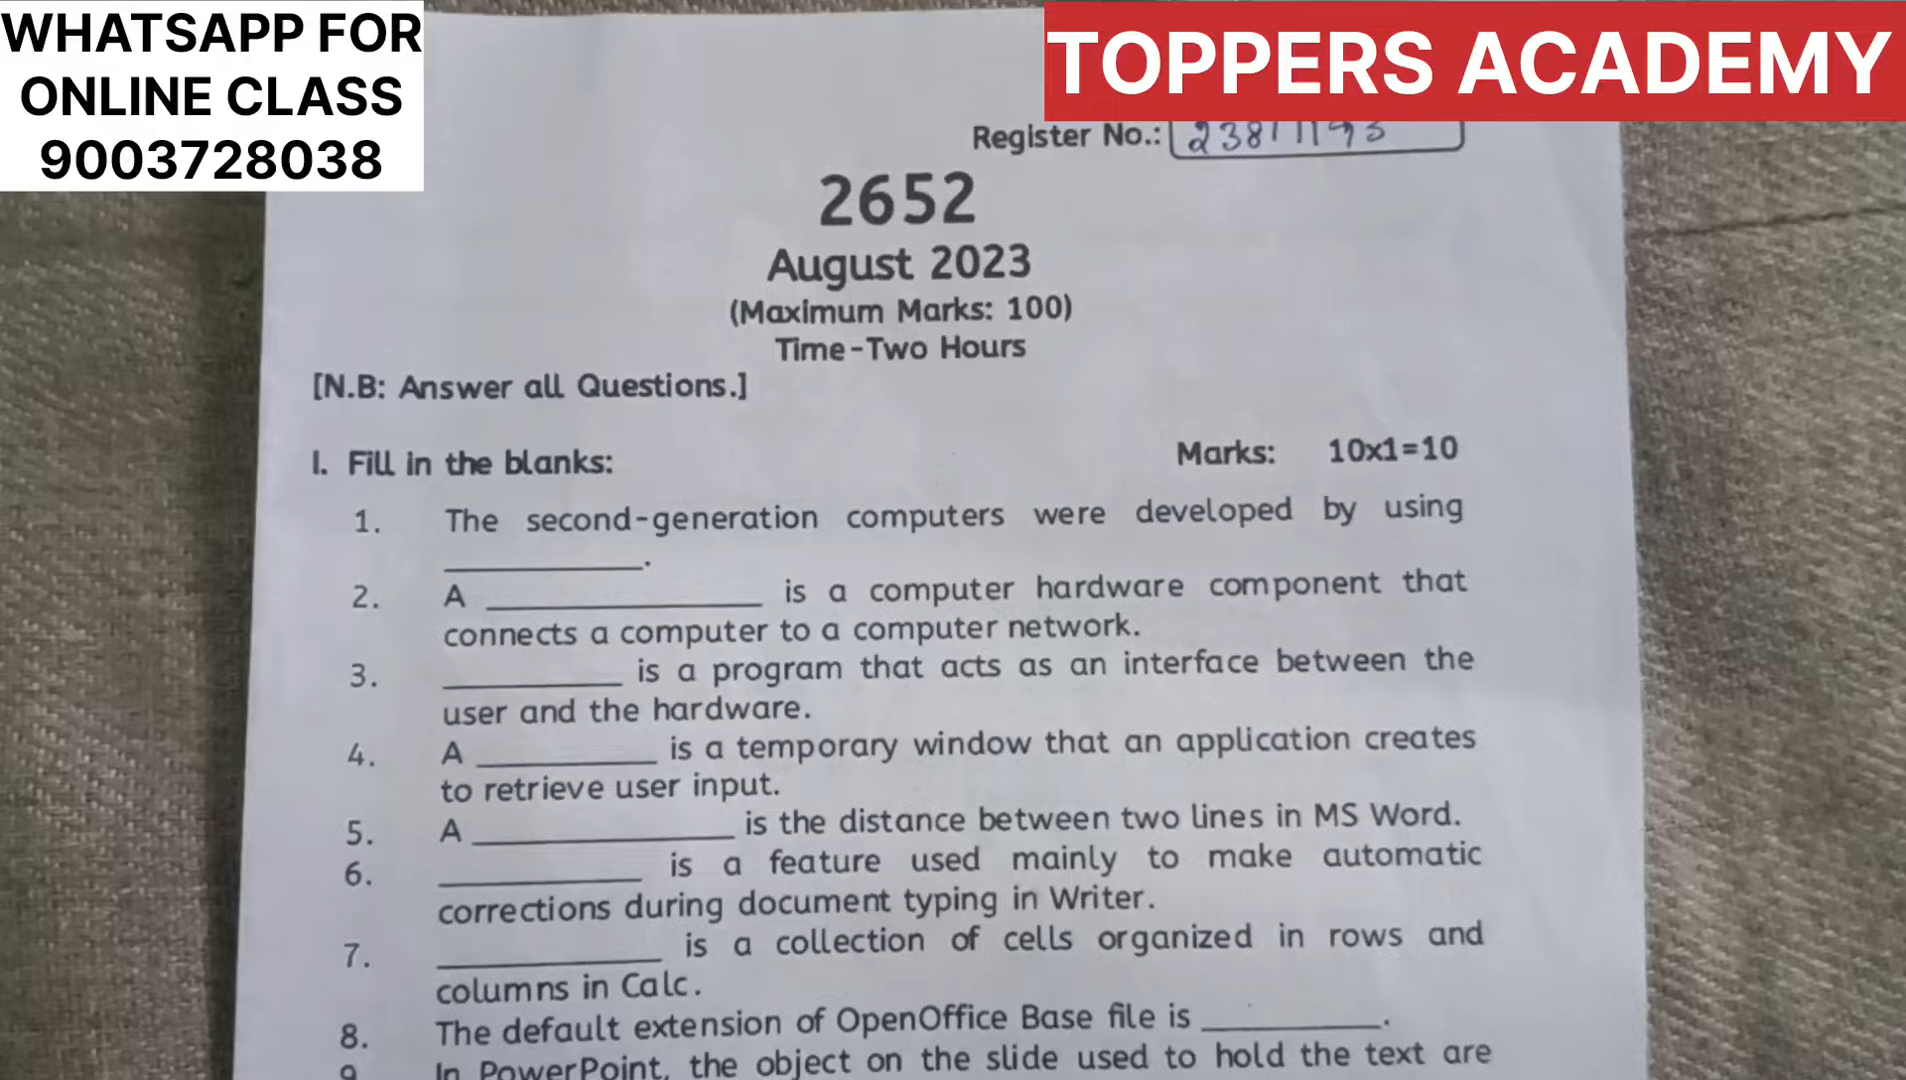 WHATSAPP FOR
ONLINE CLASS
9003728038
TOPPERS ACADEMY
Register No.:
2652
August 2023
(Maximum Marks: 100)
Time-Two Hours
[N.B: Answer all Questions.]
I. Fill in the blanks: Marks: 10x1=10
1. The second-generation computers were developed by using
__________.
2. A ______________ is a computer hardware component that
connects a computer to a computer network.
3. _________ is a program that acts as an interface between the
user and the hardware.
4. A _________ is a temporary window that an application creates
to retrieve user input.
5. A _____________ is the distance between two lines in MS Word.
6. __________ is a feature used mainly to make automatic
corrections during document typing in Writer.
7. ___________ is a collection of cells organized in rows and
columns in Calc.
8. The default extension of OpenOffice Base file is _________.
9. In PowerPoint, the object on the slide used to hold the text are